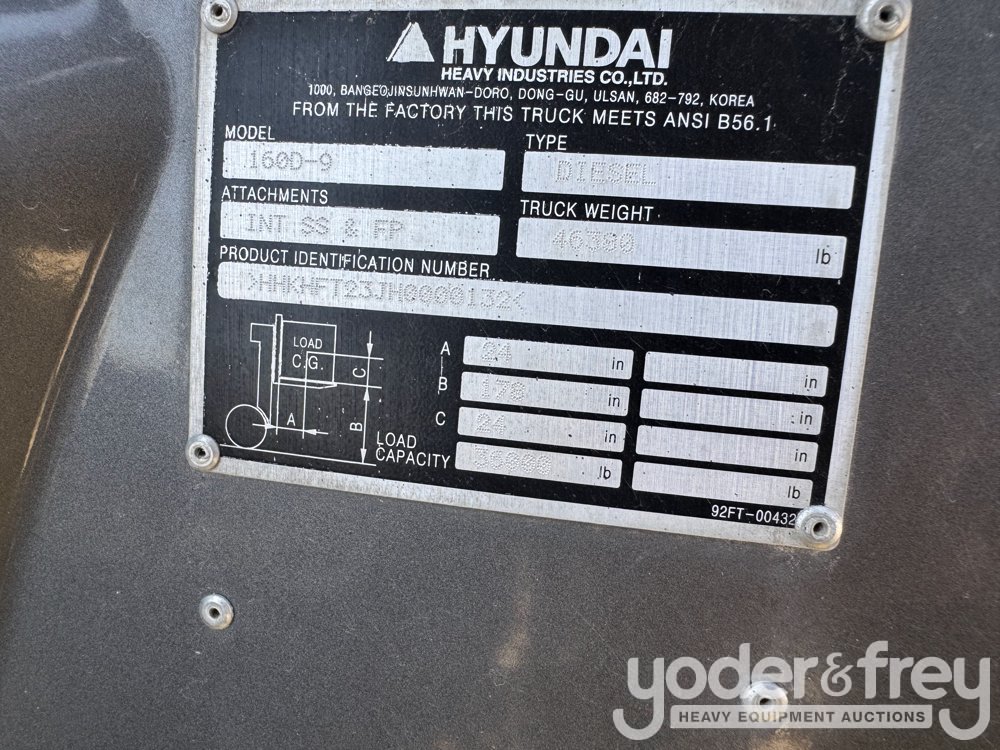 HYUNDAI
HEAVY INDUSTRIES CO., LTD.
1000, BANGEOJINSUNHWAN-DORO, DONG-GU, ULSAN, 682-792, KOREA
FROM THE FACTORY THIS TRUCK MEETS ANSI B56.1
MODEL TYPE
160D-9 DIESEL
ATTACHMENTS TRUCK WEIGHT
INT SS & FP 46390 lb
PRODUCT IDENTIFICATION NUMBER
>HHKHFT23JH0000132<
LOAD
C.G.
C
A
B
A 24 in in
B 178 in in
C 24 in in
LOAD
CAPACITY 36000 lb lb
92FT-00432
yoder&frey
HEAVY EQUIPMENT AUCTIONS